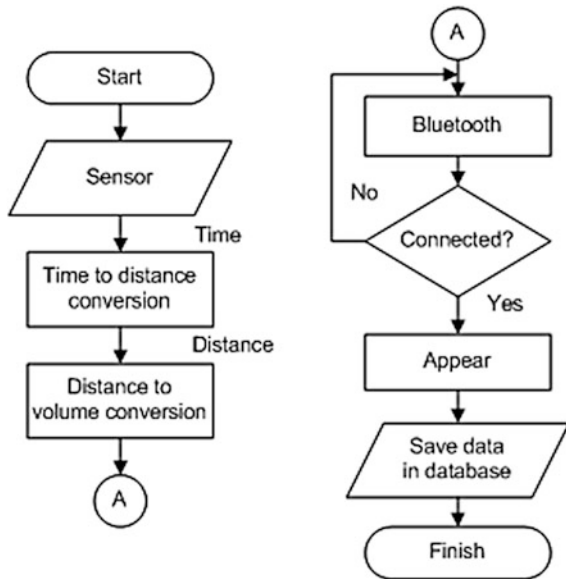 Start
Sensor
Time
Time to distance
conversion
Distance
Distance to
volume conversion
A
A
Bluetooth
No
Connected?
Yes
Appear
Save data
in database
Finish